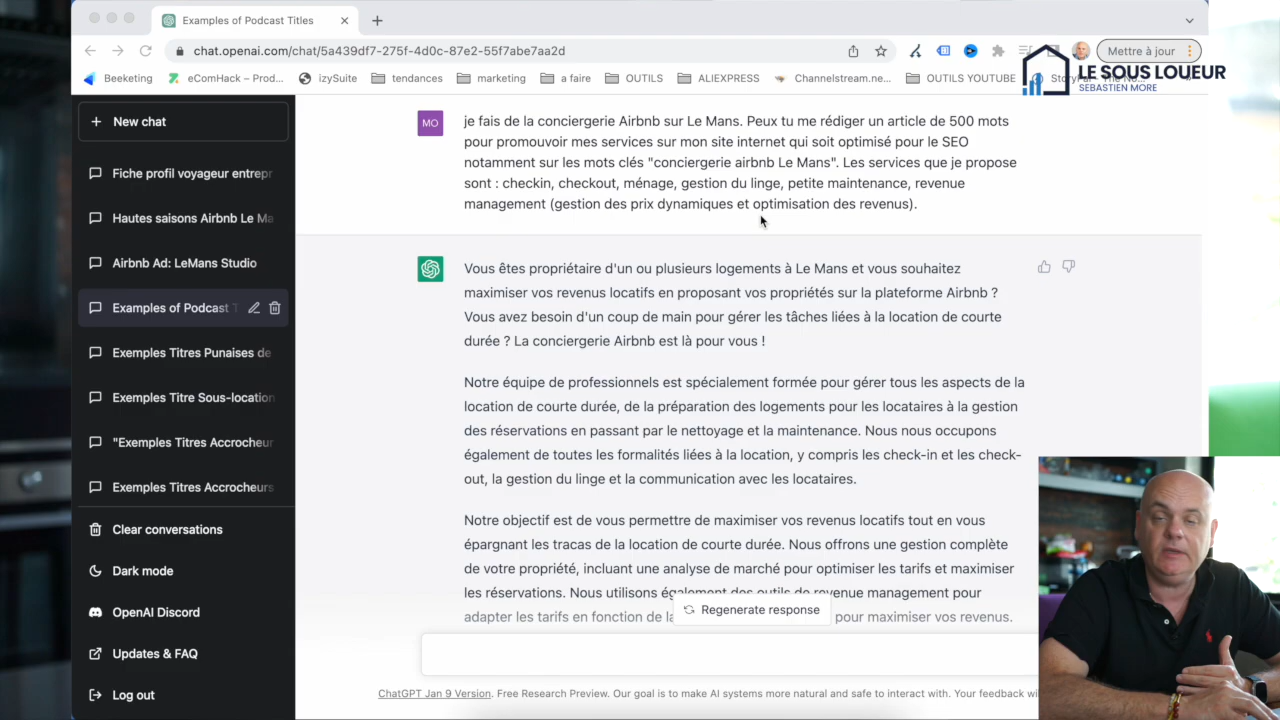 Examples of Podcast Titles
chat.openai.com/chat/5a439df7-275f-4d0c-87e2-55f7abe7aa2d
Mettre à jour
Beeketing
eComHack – Prod...
izySuite
tendances
marketing
a faire
OUTILS
ALIEXPRESS
Channelstream.ne...
OUTILS YOUTUBE
LE SOUS LOUEUR
SEBASTIEN MORE
New chat
Fiche profil voyageur entrepr
Hautes saisons Airbnb Le Ma
Airbnb Ad: LeMans Studio
Examples of Podcast T
Exemples Titres Punaises de
Exemples Titre Sous-location
"Exemples Titres Accrocheur
Exemples Titres Accrocheurs
Clear conversations
Dark mode
OpenAI Discord
Updates & FAQ
Log out
MO
je fais de la conciergerie Airbnb sur Le Mans. Peux tu me rédiger un article de 500 mots
pour promouvoir mes services sur mon site internet qui soit optimisé pour le SEO
notamment sur les mots clés "conciergerie airbnb Le Mans". Les services que je propose
sont : checkin, checkout, ménage, gestion du linge, petite maintenance, revenue
management (gestion des prix dynamiques et optimisation des revenus).
Vous êtes propriétaire d'un ou plusieurs logements à Le Mans et vous souhaitez
maximiser vos revenus locatifs en proposant vos propriétés sur la plateforme Airbnb ?
Vous avez besoin d'un coup de main pour gérer les tâches liées à la location de courte
durée ? La conciergerie Airbnb est là pour vous !
Notre équipe de professionnels est spécialement formée pour gérer tous les aspects de la
location de courte durée, de la préparation des logements pour les locataires à la gestion
des réservations en passant par le nettoyage et la maintenance. Nous nous occupons
également de toutes les formalités liées à la location, y compris les check-in et les check-
out, la gestion du linge et la communication avec les locataires.
Notre objectif est de vous permettre de maximiser vos revenus locatifs tout en vous
épargnant les tracas de la location de courte durée. Nous offrons une gestion complète
de votre propriété, incluant une analyse de marché pour optimiser les tarifs et maximiser
les réservations. Nous utilisons également des outils de revenue management pour
adapter les tarifs en fonction de la pour maximiser vos revenus.
Regenerate response
ChatGPT Jan 9 Version. Free Research Preview. Our goal is to make AI systems more natural and safe to interact with. Your feedback wi